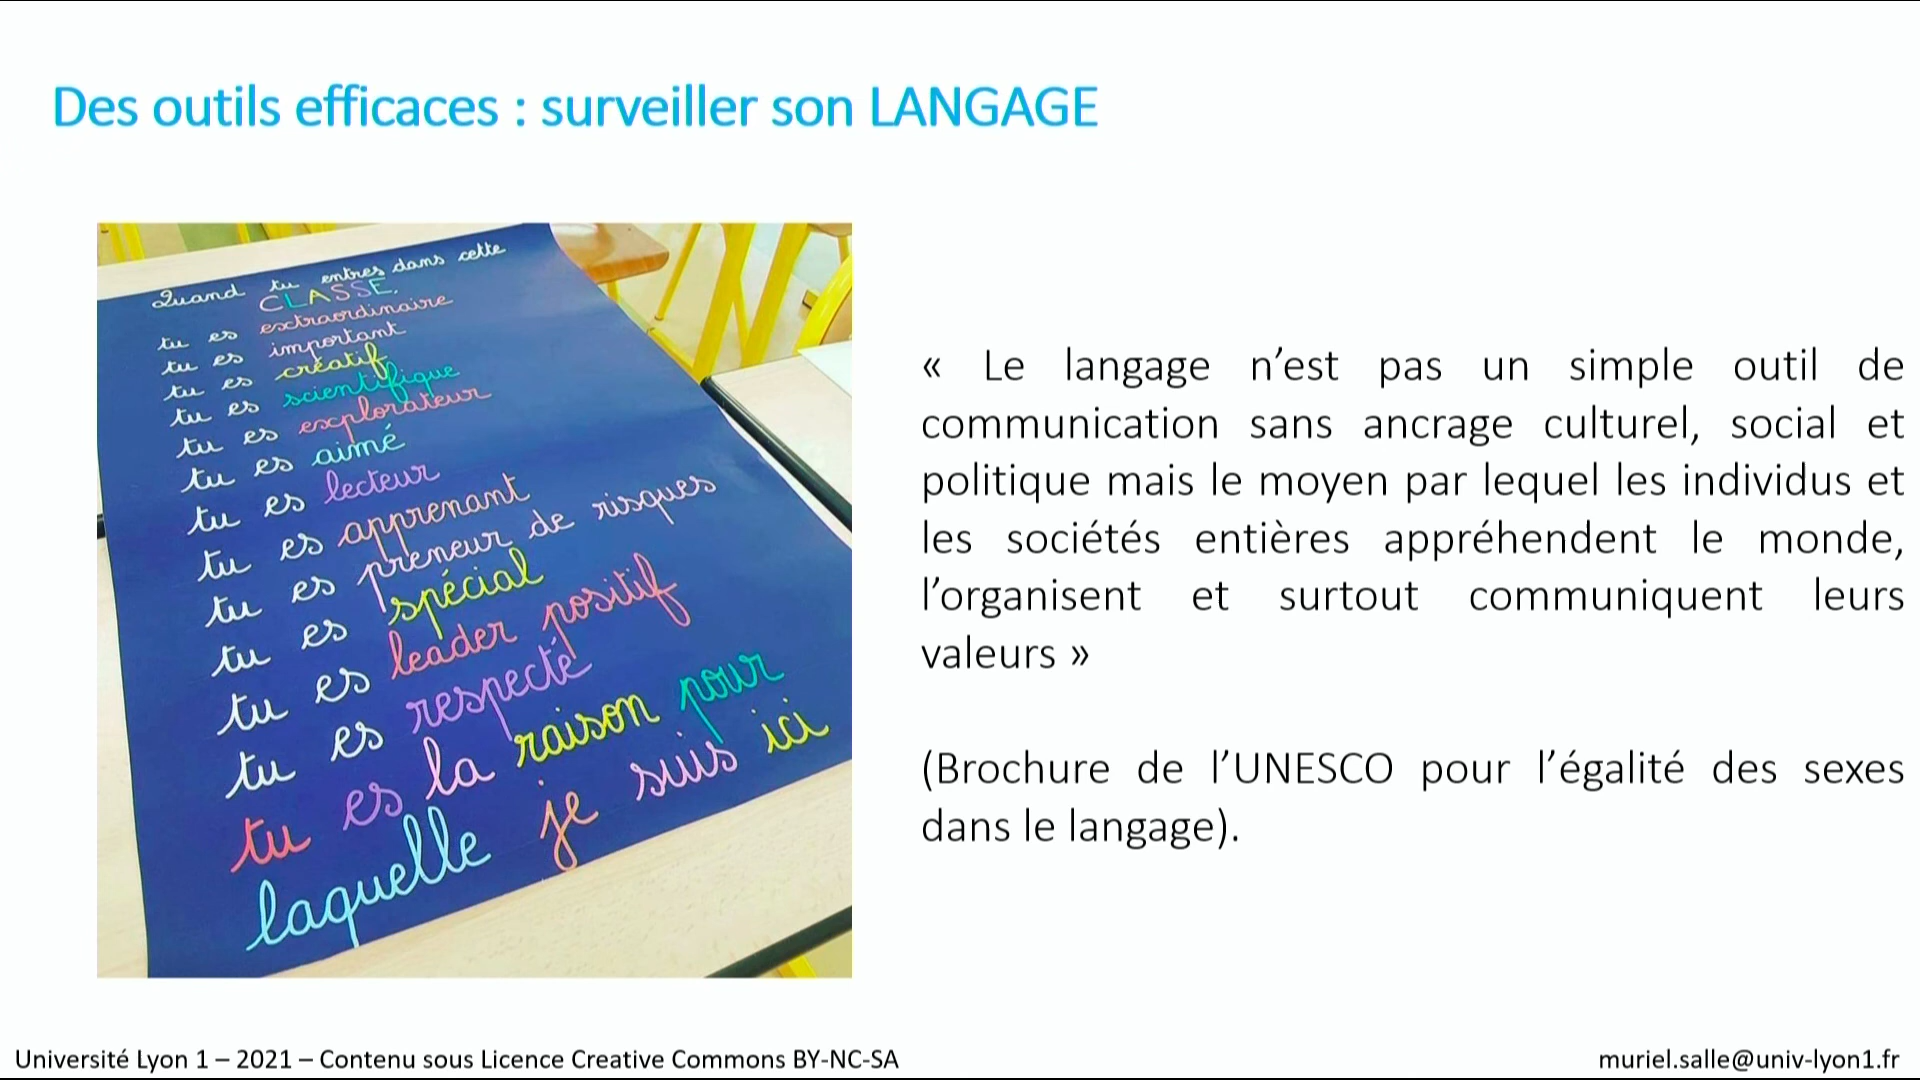 Des outils efficaces : surveiller son LANGAGE
Quand tu entres dans cette
CLASSE,
tu es extraordinaire
tu es important
tu es créatif
tu es scientifique
tu es explorateur
tu es aimé
tu es lecteur
tu es apprenant
tu es preneur de risques
tu es spécial
tu es leader positif
tu es respecté
tu es la raison pour
laquelle je suis ici
« Le langage n’est pas un simple outil de
communication sans ancrage culturel, social et
politique mais le moyen par lequel les individus et
les sociétés entières appréhendent le monde,
l’organisent et surtout communiquent leurs
valeurs »
(Brochure de l’UNESCO pour l’égalité des sexes
dans le langage).
Université Lyon 1 – 2021 – Contenu sous Licence Creative Commons BY-NC-SA
muriel.salle@univ-lyon1.fr